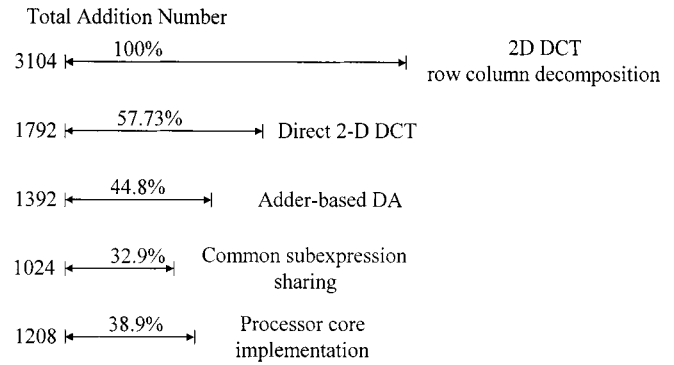 Total Addition Number
3104 100% 2D DCT
row column decomposition
1792 57.73% Direct 2-D DCT
1392 44.8% Adder-based DA
1024 32.9% Common subexpression
sharing
1208 38.9% Processor core
implementation